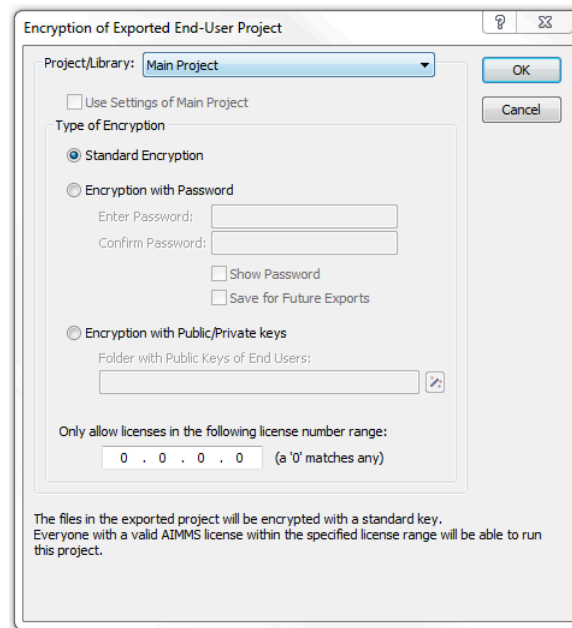 Encryption of Exported End-User Project
?
Project/Library: Main Project
Use Settings of Main Project
Type of Encryption
Standard Encryption
Encryption with Password
Enter Password:
Confirm Password:
Show Password
Save for Future Exports
Encryption with Public/Private keys
Folder with Public Keys of End Users:
Only allow licenses in the following license number range:
0 . 0 . 0 . 0 (a '0' matches any)
The files in the exported project will be encrypted with a standard key.
Everyone with a valid AIMMS license within the specified license range will be able to run
this project.
OK
Cancel